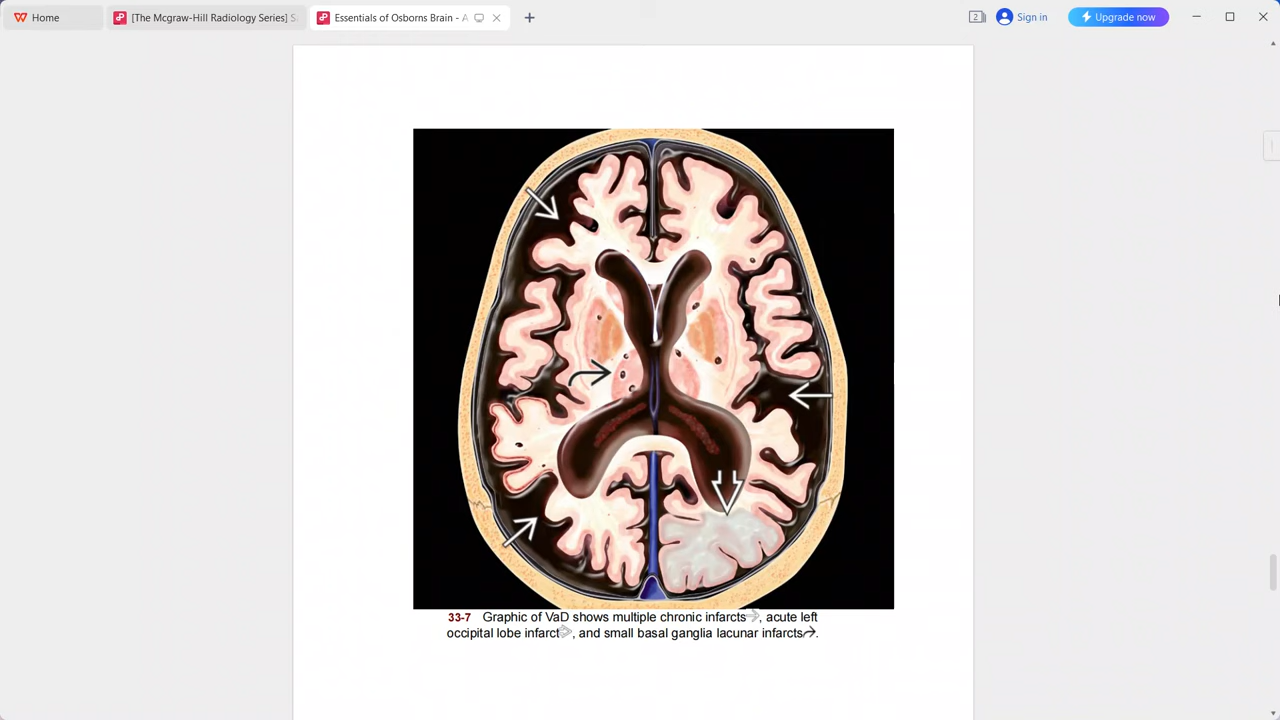 Home
[The Mcgraw-Hill Radiology Series] S
Essentials of Osborns Brain - A
2
Sign in
Upgrade now
33-7 Graphic of VaD shows multiple chronic infarcts, acute left
occipital lobe infarct, and small basal ganglia lacunar infarcts.